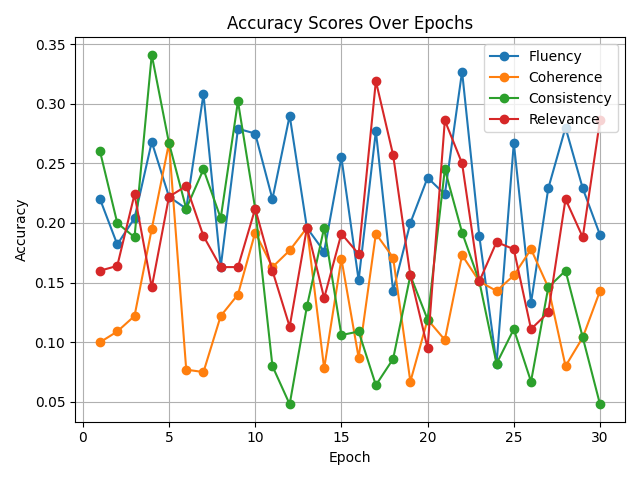 Accuracy Scores Over Epochs
Fluency
Coherence
Consistency
Relevance
Accuracy
0.35
0.30
0.25
0.20
0.15
0.10
0.05
0 5 10 15 20 25 30
Epoch